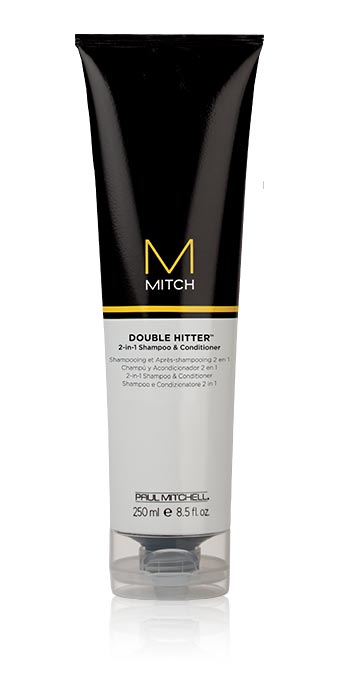 M
MITCH
DOUBLE HITTER™
2-in-1 Shampoo & Conditioner
Shampooing et Après-shampooing 2 en 1
Champú y Acondicionador 2 en 1
2-in-1 Shampoo & Conditioner
Shampoo e Condizionatore 2 in 1
PAUL MITCHELL.
250 ml ℮ 8.5 fl. oz.